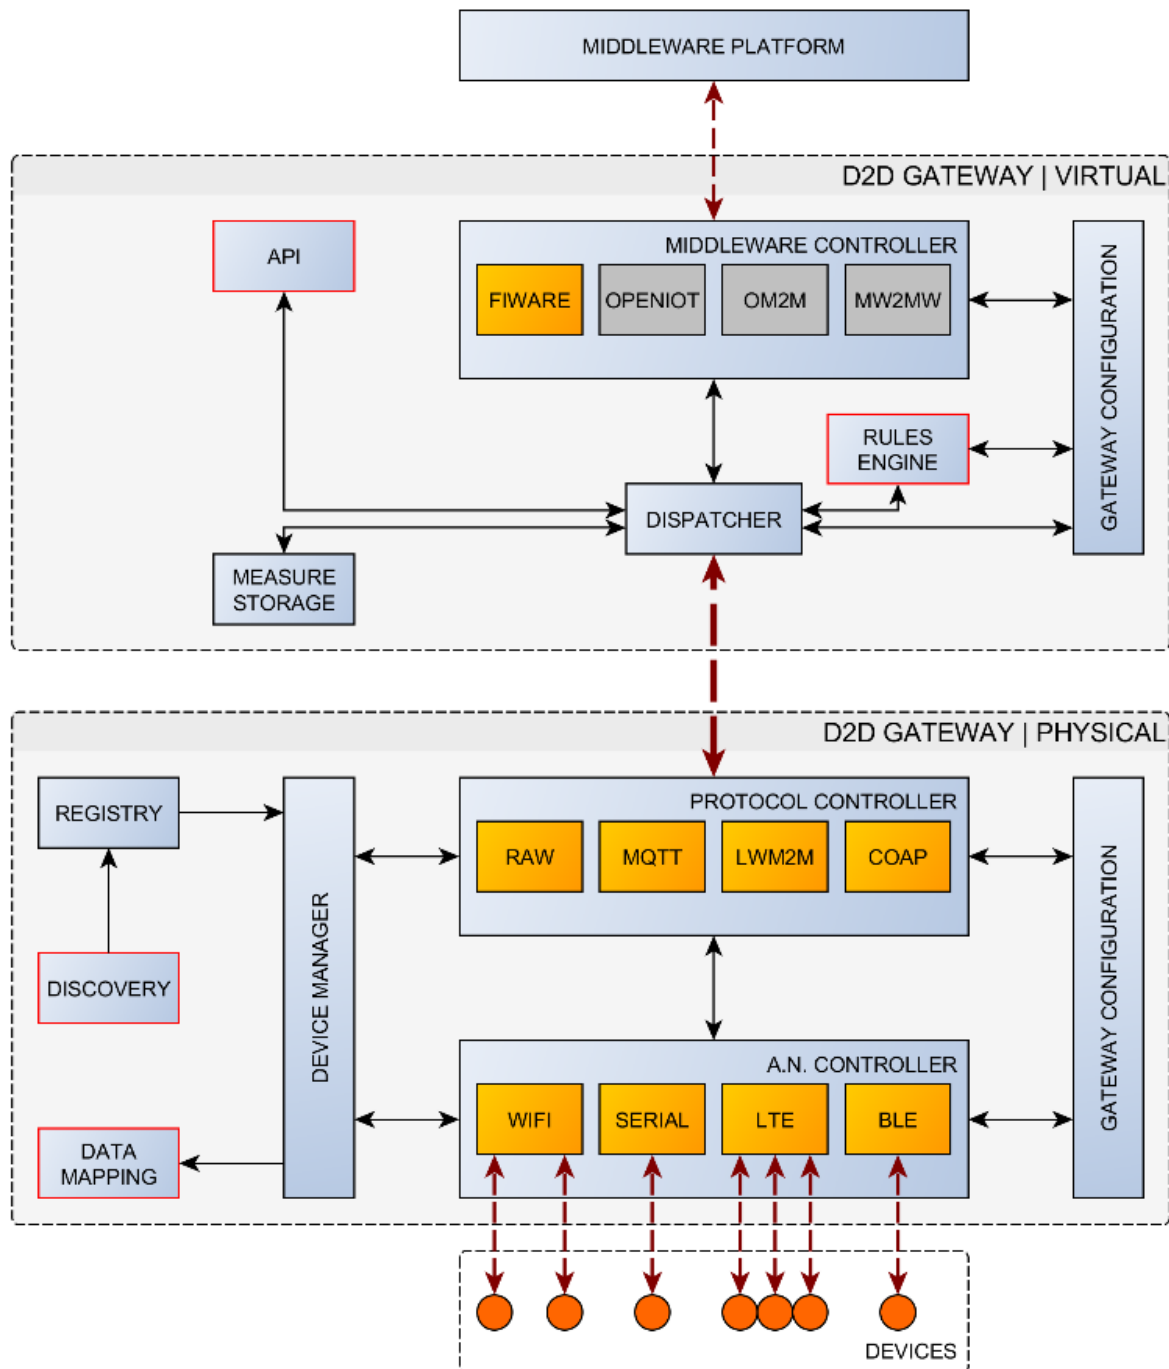 MIDDLEWARE PLATFORM
D2D GATEWAY | VIRTUAL
API
MIDDLEWARE CONTROLLER
FIWARE
OPENIOT
OM2M
MW2MW
GATEWAY CONFIGURATION
RULES
ENGINE
DISPATCHER
MEASURE
STORAGE
D2D GATEWAY | PHYSICAL
REGISTRY
DISCOVERY
DATA
MAPPING
DEVICE MANAGER
PROTOCOL CONTROLLER
RAW
MQTT
LWM2M
COAP
A.N. CONTROLLER
WIFI
SERIAL
LTE
BLE
GATEWAY CONFIGURATION
DEVICES